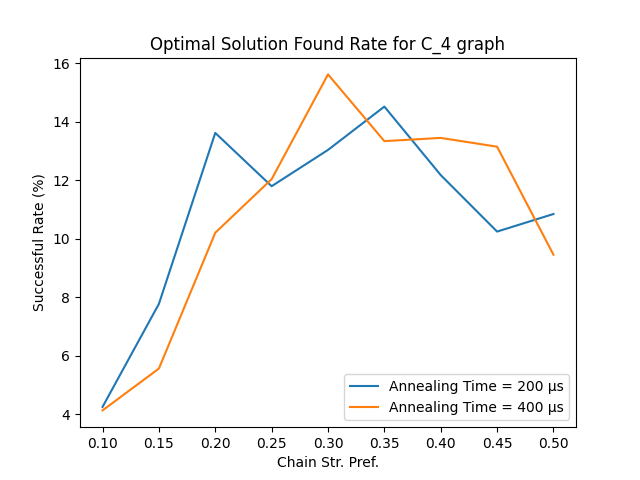 Optimal Solution Found Rate for C_4 graph
Successful Rate (%)
16
14
12
10
8
6
4
Annealing Time = 200 μs
Annealing Time = 400 μs
0.10 0.15 0.20 0.25 0.30 0.35 0.40 0.45 0.50
Chain Str. Pref.